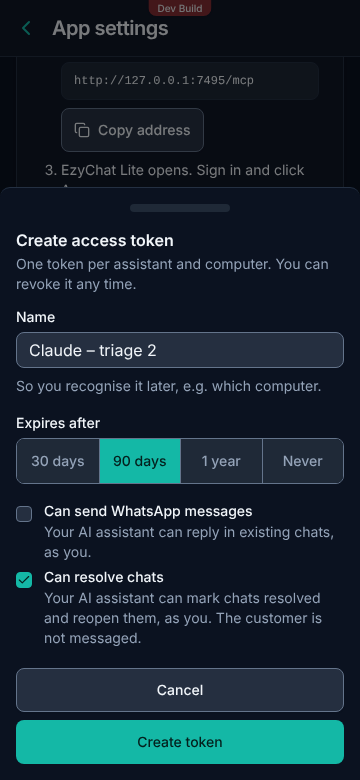 Dev Build
App settings
http://127.0.0.1:7495/mcp
Copy address
3. EzyChat Lite opens. Sign in and click
Create access token
One token per assistant and computer. You can
revoke it any time.
Name
Claude – triage 2
So you recognise it later, e.g. which computer.
Expires after
30 days
90 days
1 year
Never
Can send WhatsApp messages
Your AI assistant can reply in existing chats,
as you.
Can resolve chats
Your AI assistant can mark chats resolved
and reopen them, as you. The customer is
not messaged.
Cancel
Create token